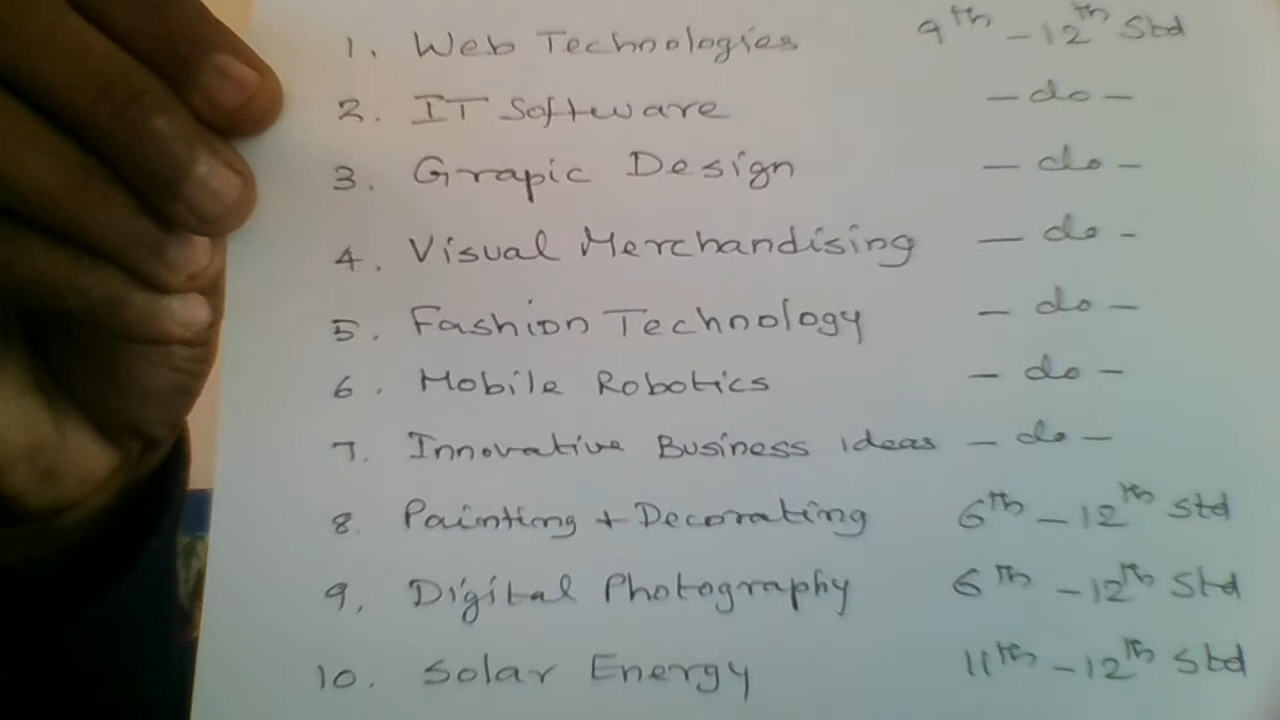 1. Web Technologies 9th - 12th Std
2. IT Software - do -
3. Grapic Design - do -
4. Visual Merchandising - do -
5. Fashion Technology - do -
6. Mobile Robotics - do -
7. Innovative Business ideas - do -
8. Painting + Decorating 6th - 12th Std
9. Digital Photography 6th - 12th Std
10. Solar Energy 11th - 12th Std